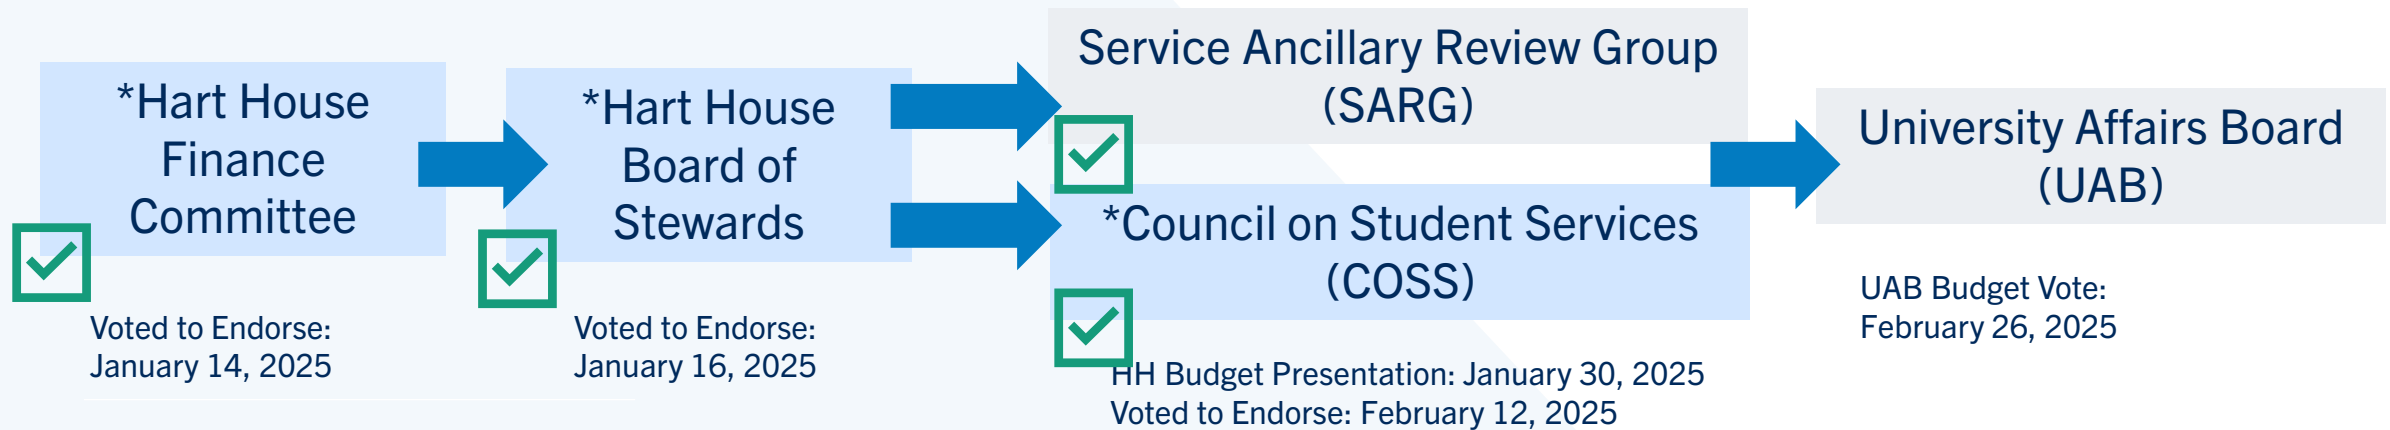 *Hart House
Finance
Committee
Voted to Endorse:
January 14, 2025
*Hart House
Board of
Stewards
Voted to Endorse:
January 16, 2025
Service Ancillary Review Group
(SARG)
*Council on Student Services
(COSS)
HH Budget Presentation: January 30, 2025
Voted to Endorse: February 12, 2025
University Affairs Board
(UAB)
UAB Budget Vote:
February 26, 2025